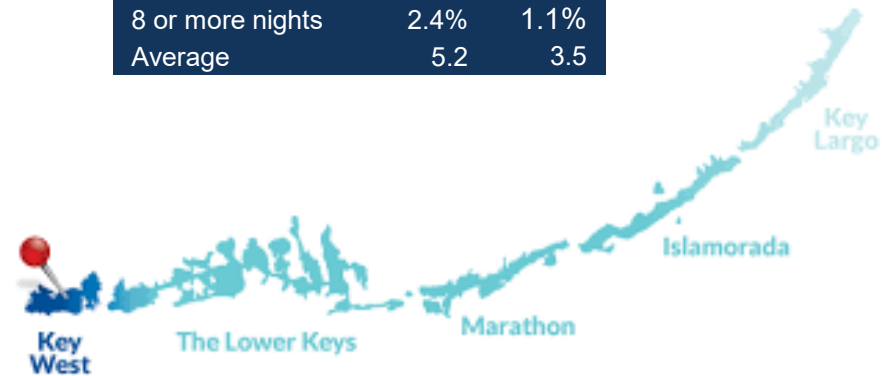 8 or more nights 2.4% 1.1%
Average 5.2 3.5
Key
Largo
Islamorada
Marathon
The Lower Keys
Key
West